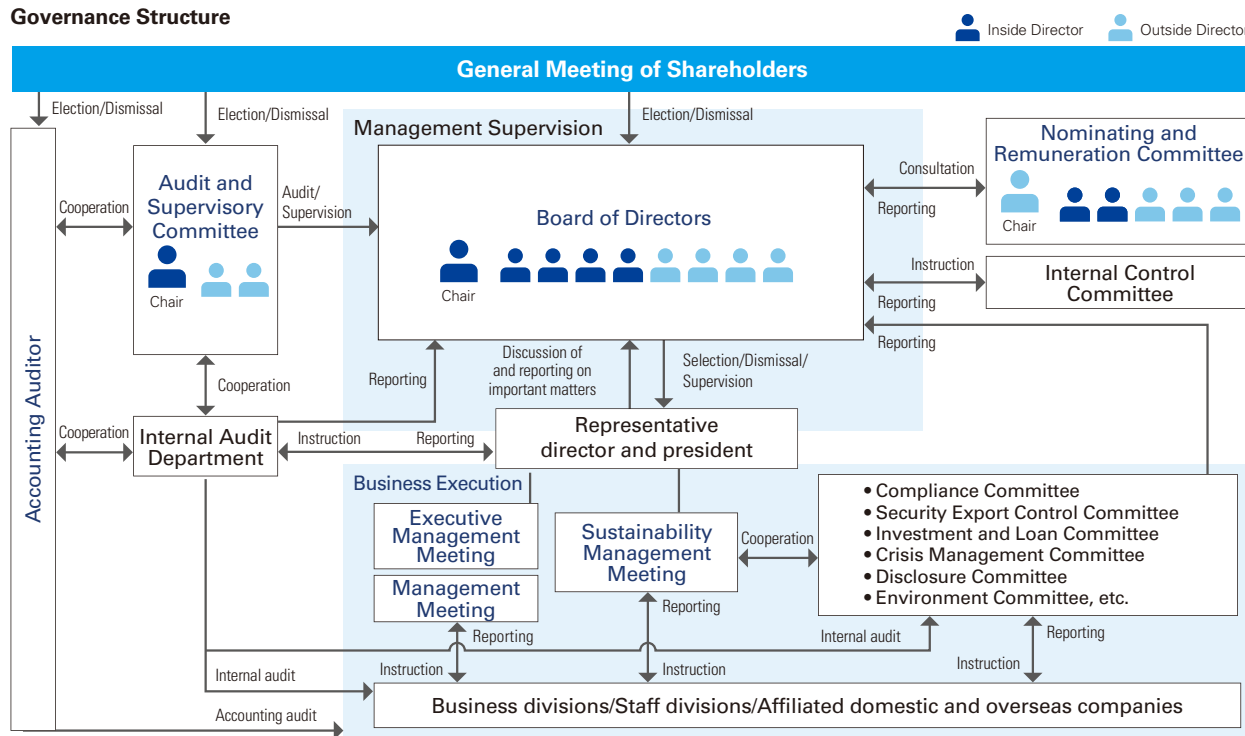 Governance Structure
Inside Director
Outside Director
General Meeting of Shareholders
Election/Dismissal
Election/Dismissal
Election/Dismissal
Management Supervision
Accounting Auditor
Cooperation
Audit and
Supervisory
Committee
Chair
Audit/
Supervision
Board of Directors
Chair
Consultation
Reporting
Nominating and
Remuneration Committee
Chair
Instruction
Reporting
Internal Control
Committee
Reporting
Cooperation
Reporting
Discussion of
and reporting on
important matters
Selection/Dismissal/
Supervision
Cooperation
Internal Audit
Department
Instruction
Reporting
Representative
director and president
Business Execution
Executive
Management
Meeting
Management
Meeting
Sustainability
Management
Meeting
Cooperation
• Compliance Committee
• Security Export Control Committee
• Investment and Loan Committee
• Crisis Management Committee
• Disclosure Committee
• Environment Committee, etc.
Reporting
Reporting
Internal audit
Reporting
Internal audit
Instruction
Instruction
Instruction
Business divisions/Staff divisions/Affiliated domestic and overseas companies
Accounting audit